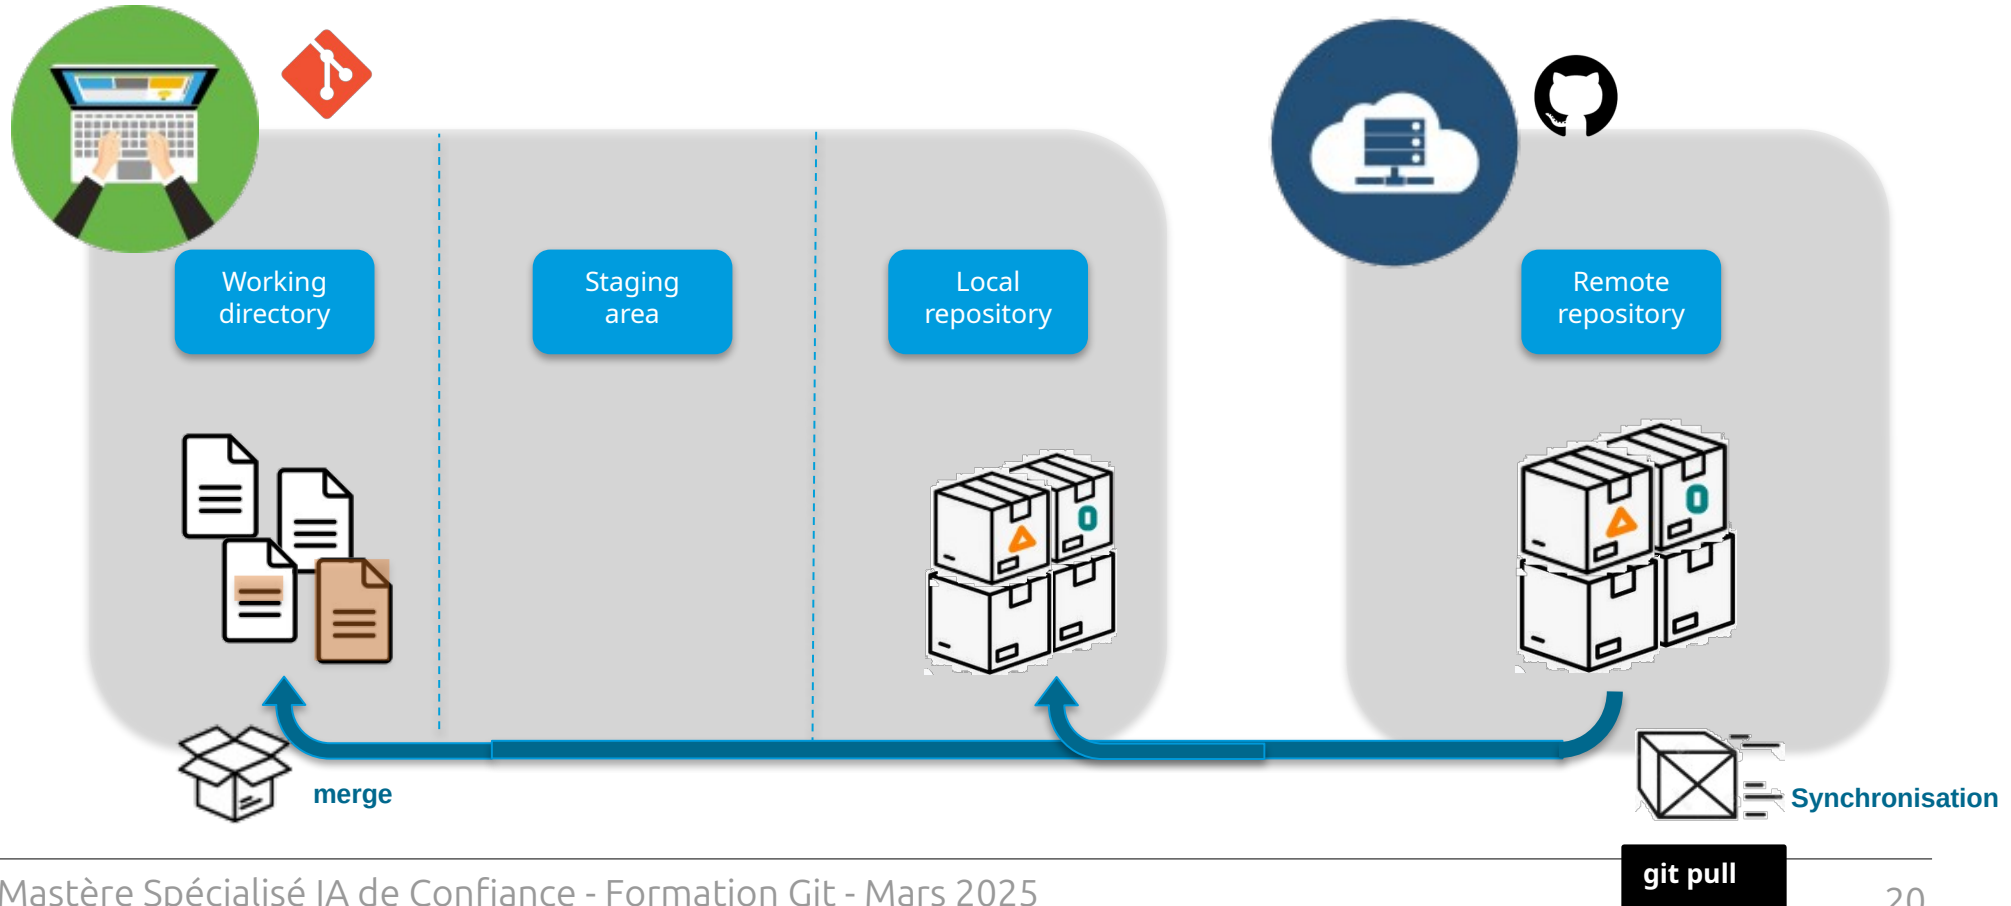 Working
directory
Staging
area
Local
repository
Remote
repository
merge
Synchronisation
git pull
Mastère Spécialisé IA de Confiance - Formation Git - Mars 2025
20